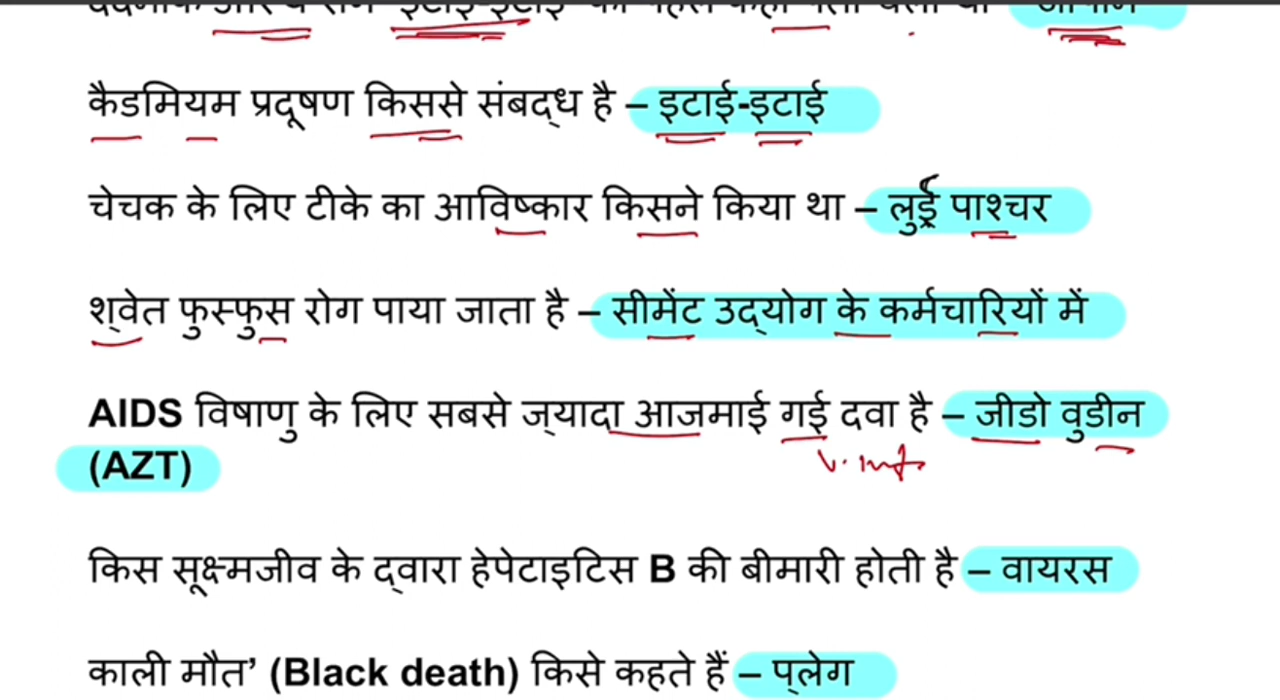 कैडमियम प्रदूषण किससे संबद्ध है – इटाई-इटाई
चेचक के लिए टीके का आविष्कार किसने किया था – लुई पाश्चर
श्वेत फुस्फुस रोग पाया जाता है – सीमेंट उद्योग के कर्मचारियों में
AIDS विषाणु के लिए सबसे ज्यादा आजमाई गई दवा है – जीडो वुडीन
(AZT)
v. imp
किस सूक्ष्मजीव के द्वारा हेपेटाइटिस B की बीमारी होती है – वायरस
काली मौत’ (Black death) किसे कहते हैं – प्लेग